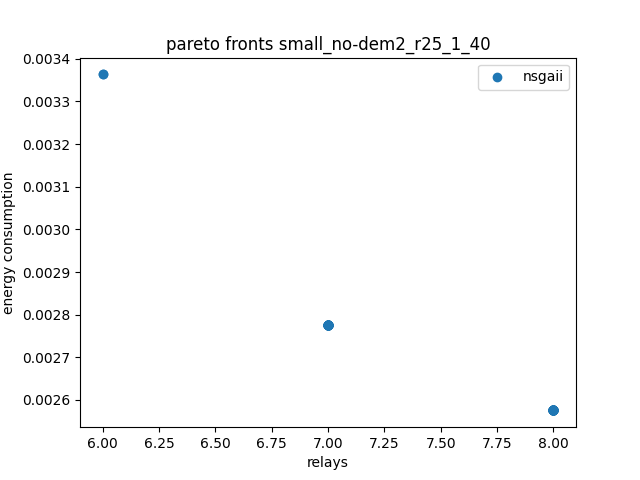 pareto fronts small_no-dem2_r25_1_40
nsgaii
energy consumption
0.0034
0.0033
0.0032
0.0031
0.0030
0.0029
0.0028
0.0027
0.0026
6.00 6.25 6.50 6.75 7.00 7.25 7.50 7.75 8.00
relays